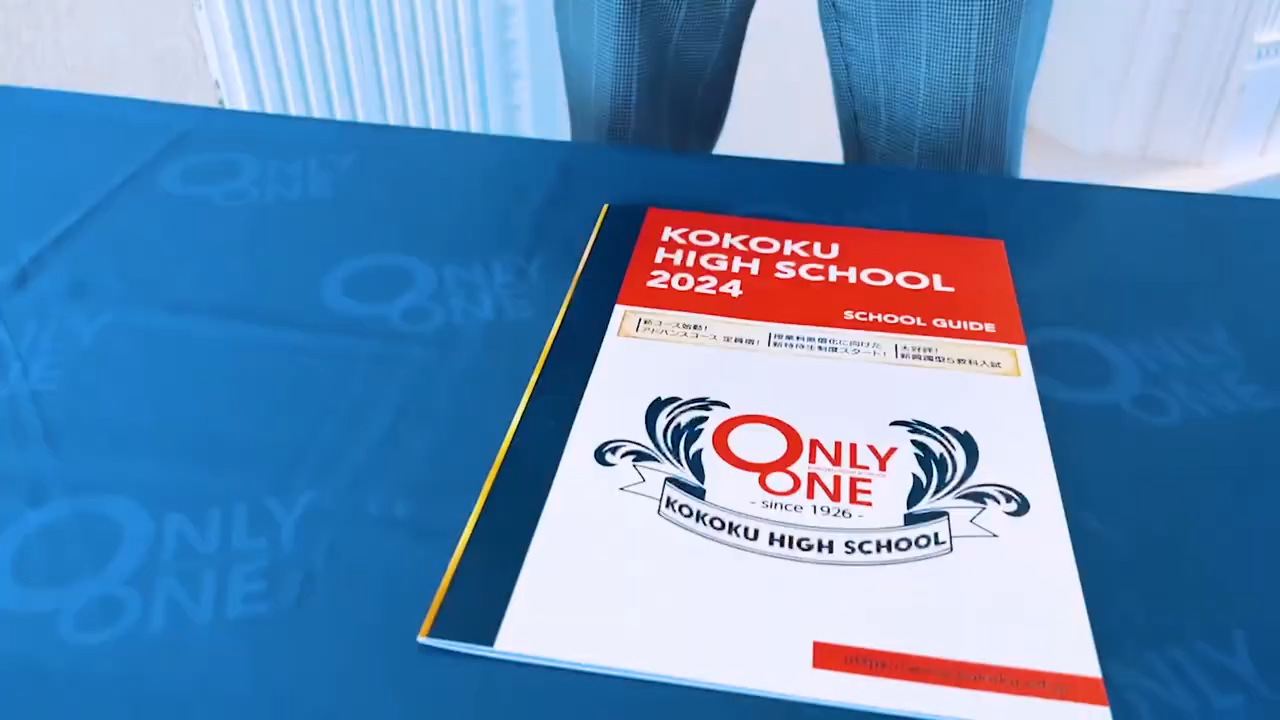 KOKOKU
HIGH SCHOOL
2024
SCHOOL GUIDE
新コース始動!
アドバンスコース 定員増!
授業料無償化に向けた
新特待生制度スタート!
大好評!
新興國型5教科入試
ONLY
ONE
- since 1926 -
KOKOKU HIGH SCHOOL
ONLY
ONE
ONLY
ONE
ONLY
ONE
ONLY
ONE